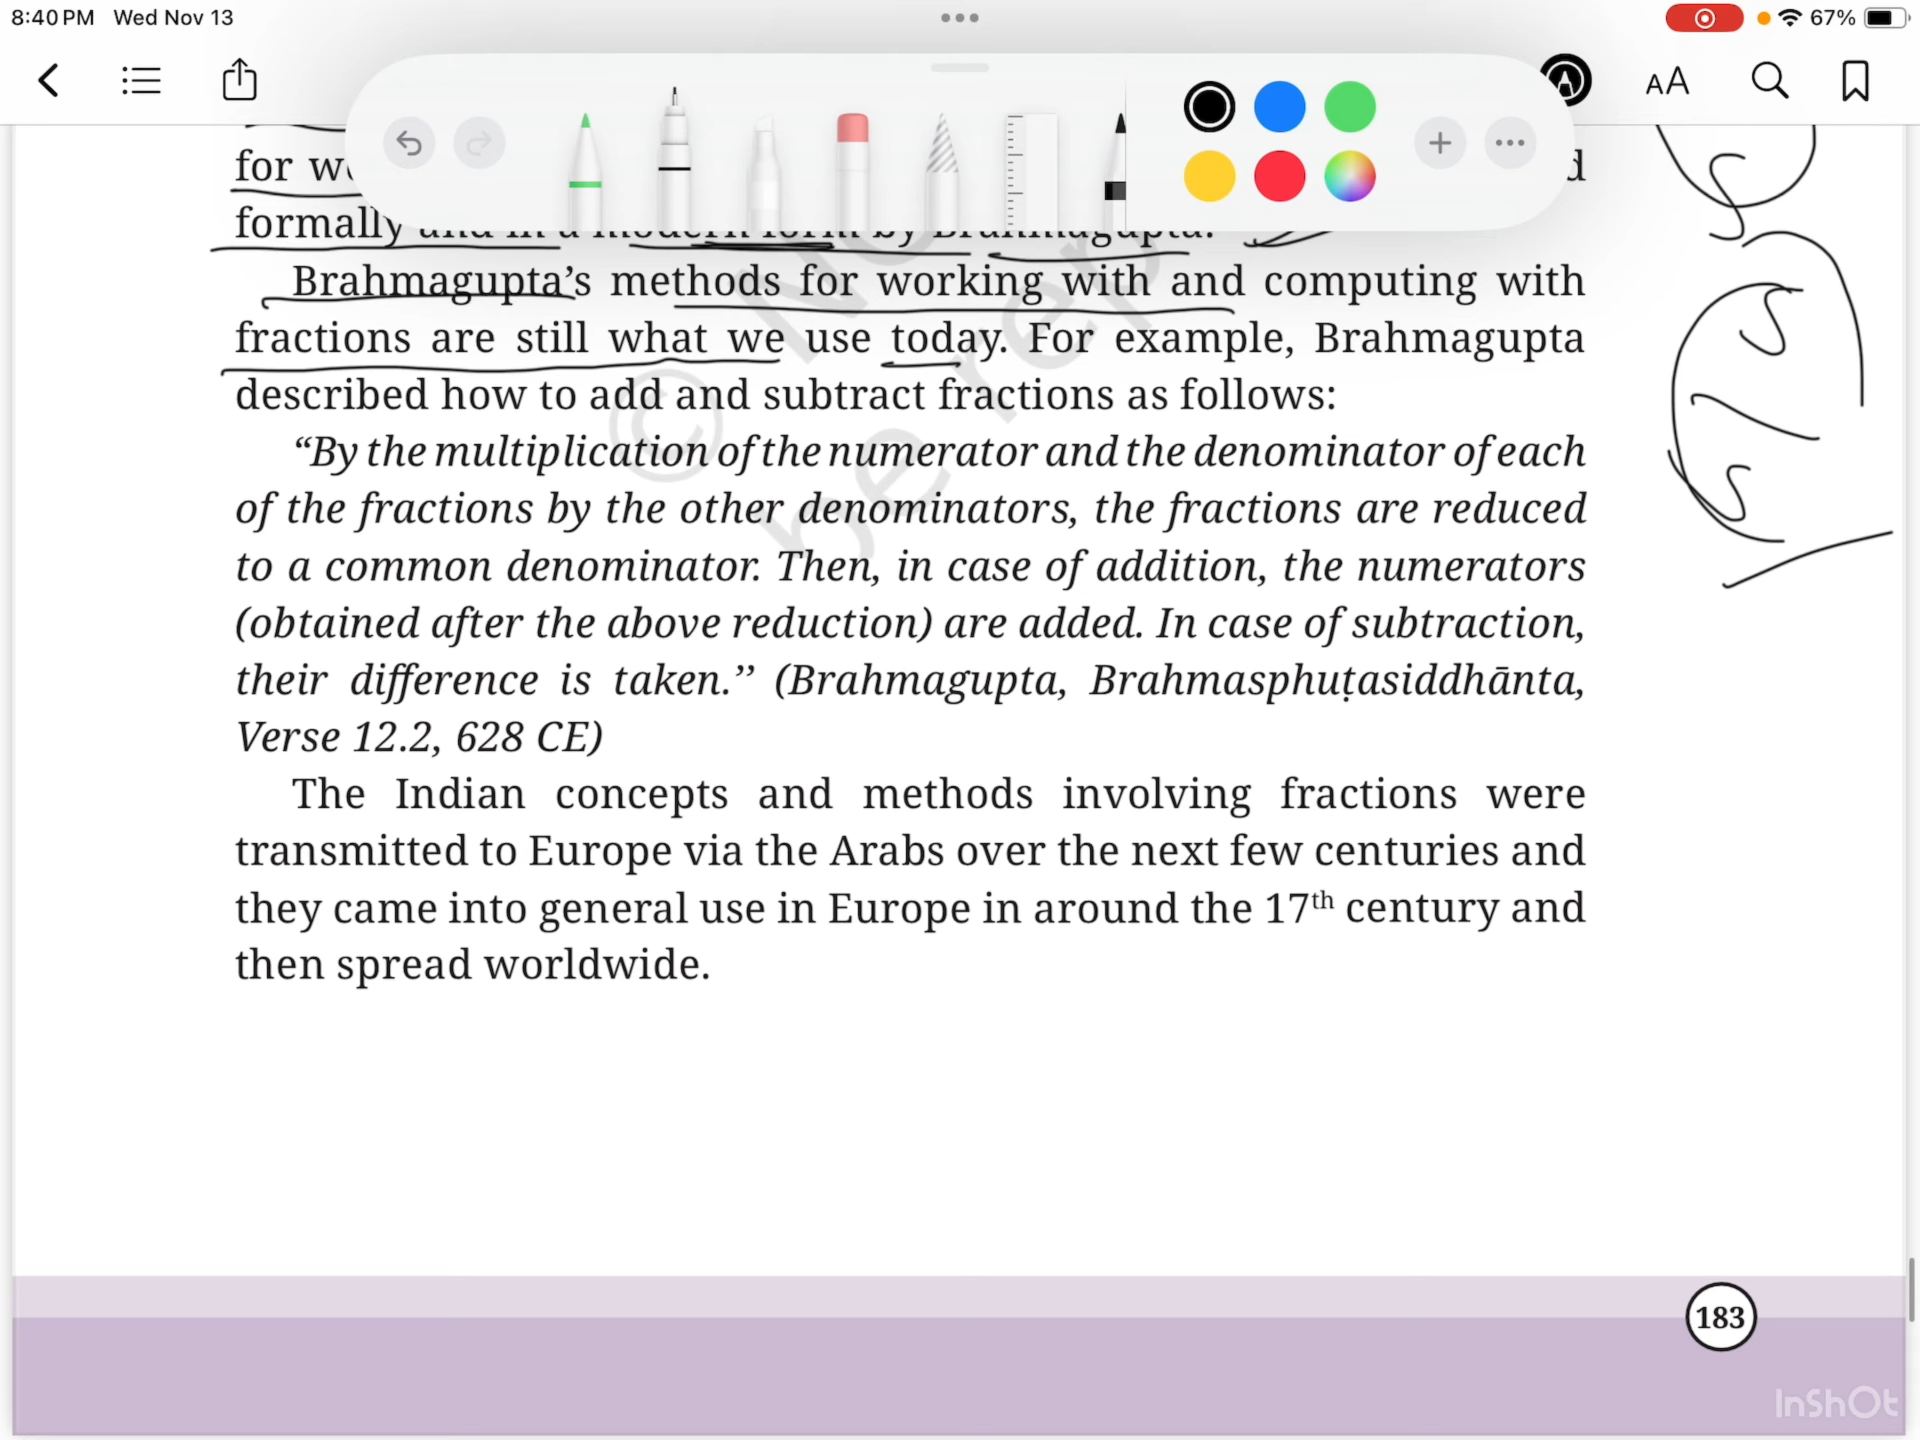 8:40 PM Wed Nov 13
67%
AA
for
formally and in a modern form by Brahmagupta.
Brahmagupta’s methods for working with and computing with
fractions are still what we use today. For example, Brahmagupta
described how to add and subtract fractions as follows:
“By the multiplication of the numerator and the denominator of each
of the fractions by the other denominators, the fractions are reduced
to a common denominator. Then, in case of addition, the numerators
(obtained after the above reduction) are added. In case of subtraction,
their difference is taken.’’ (Brahmagupta, Brahmasphuṭasiddhānta,
Verse 12.2, 628 CE)
The Indian concepts and methods involving fractions were
transmitted to Europe via the Arabs over the next few centuries and
they came into general use in Europe in around the 17th century and
then spread worldwide.
183
InShOt